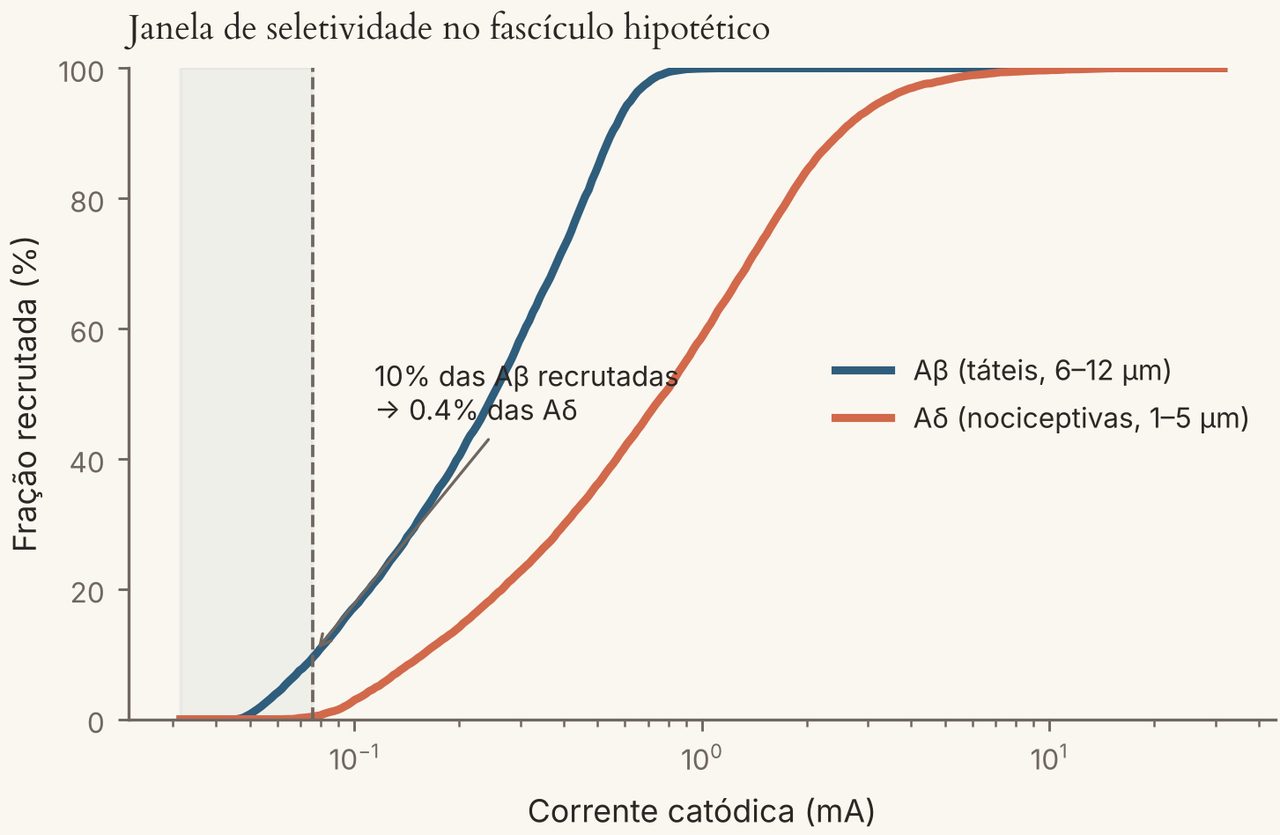 Janela de seletividade no fascículo hipotético
Fração recrutada (%)
100
80
60
40
20
0
10% das Aβ recrutadas
→ 0.4% das Aδ
Aβ (táteis, 6–12 µm)
Aδ (nociceptivas, 1–5 µm)
10⁻¹
10⁰
10¹
Corrente catódica (mA)